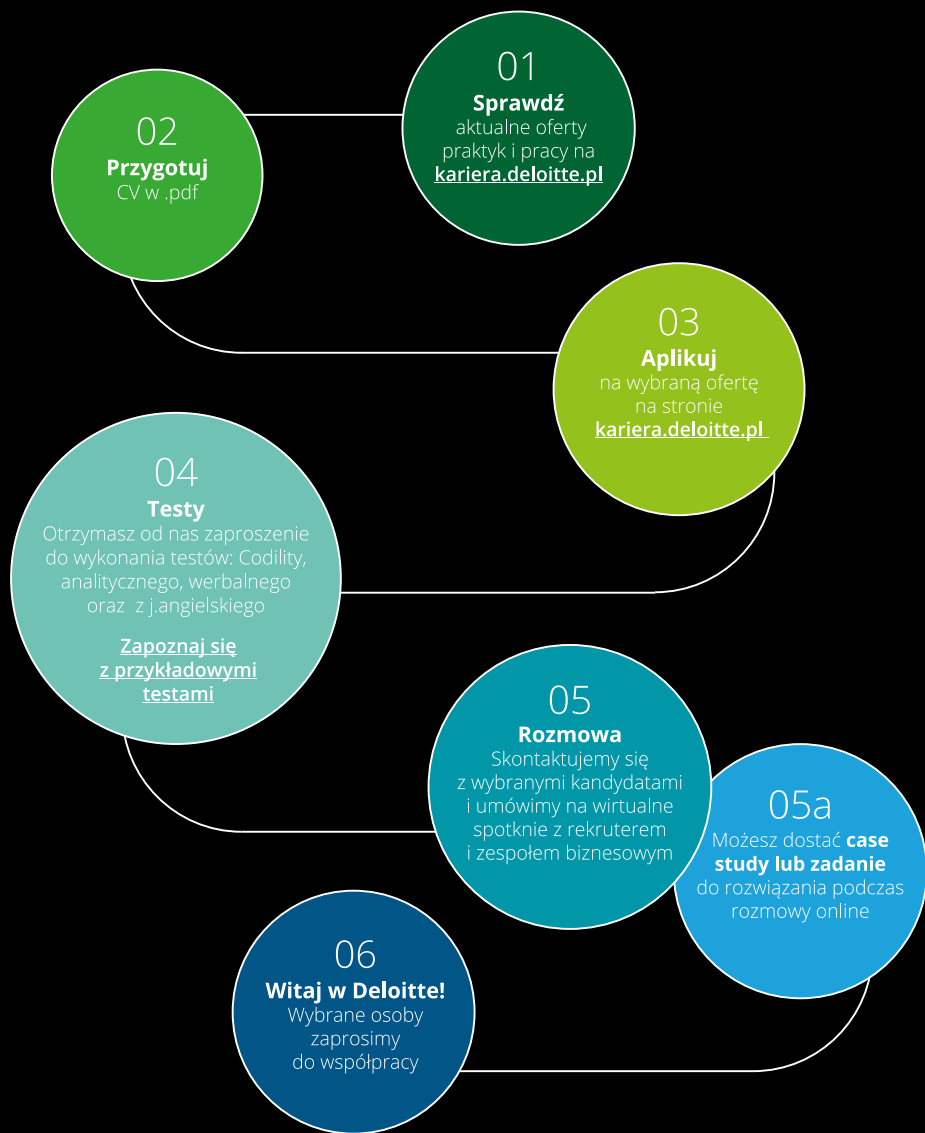 01
Sprawdź
aktualne oferty
praktyk i pracy na
kariera.deloitte.pl
02
Przygotuj
CV w .pdf
03
Aplikuj
na wybraną ofertę
na stronie
kariera.deloitte.pl
04
Testy
Otrzymasz od nas zaproszenie
do wykonania testów: Codility,
analitycznego, werbalnego
oraz z j.angielskiego
Zapoznaj się
z przykładowymi
testami
05
Rozmowa
Skontaktujemy się
z wybranymi kandydatami
i umówimy na wirtualne
spotknie z rekruterem
i zespołem biznesowym
05a
Możesz dostać case
study lub zadanie
do rozwiązania podczas
rozmowy online
06
Witaj w Deloitte!
Wybrane osoby
zaprosimy
do współpracy